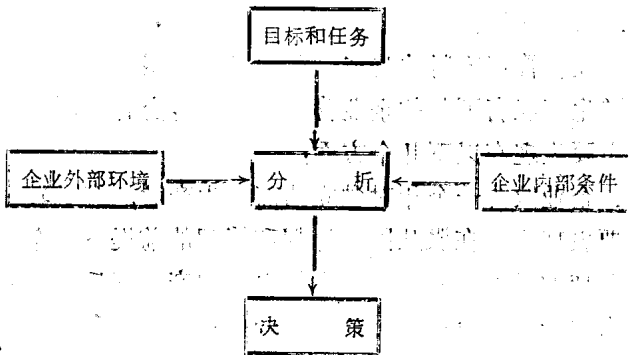 目标和任务
企业外部环境
分 析
企业内部条件
决 策